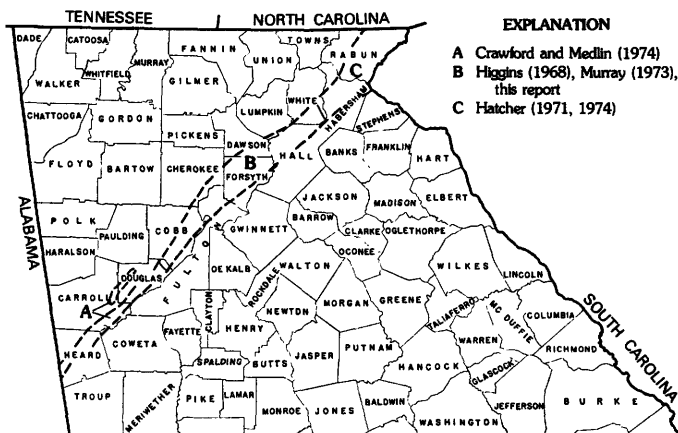 TENNESSEE
NORTH CAROLINA
EXPLANATION
A Crawford and Medlin (1974)
B Higgins (1968), Murray (1973),
this report
C Hatcher (1971, 1974)
DADE
CATOOSA
WHITFIELD
MURRAY
FANNIN
UNION
TOWNS
RABUN
C
WALKER
GILMER
CHATTOOGA
GORDON
PICKENS
LUMPKIN
WHITE
HABERSHAM
STEPHENS
DAWSON
B
HALL
BANKS
FRANKLIN
HART
FLOYD
BARTOW
CHEROKEE
FORSYTH
JACKSON
MADISON
ELBERT
ALABAMA
POLK
PAULDING
COBB
FULTON
GWINNETT
BARROW
CLARKE
OGLETHORPE
OCONEE
HARALSON
DOUGLAS
DE KALB
ROCKDALE
WALTON
WILKES
LINCOLN
CARROLL
A
CLAYTON
NEWTON
MORGAN
GREENE
TALIAFERRO
MC DUFFIE
COLUMBIA
SOUTH CAROLINA
HEARD
COWETA
FAYETTE
HENRY
JASPER
PUTNAM
WARREN
RICHMOND
SPALDING
BUTTS
HANCOCK
GLASCOCK
TROUP
MERIWETHER
PIKE
LAMAR
MONROE
JONES
BALDWIN
WASHINGTON
JEFFERSON
BURKE